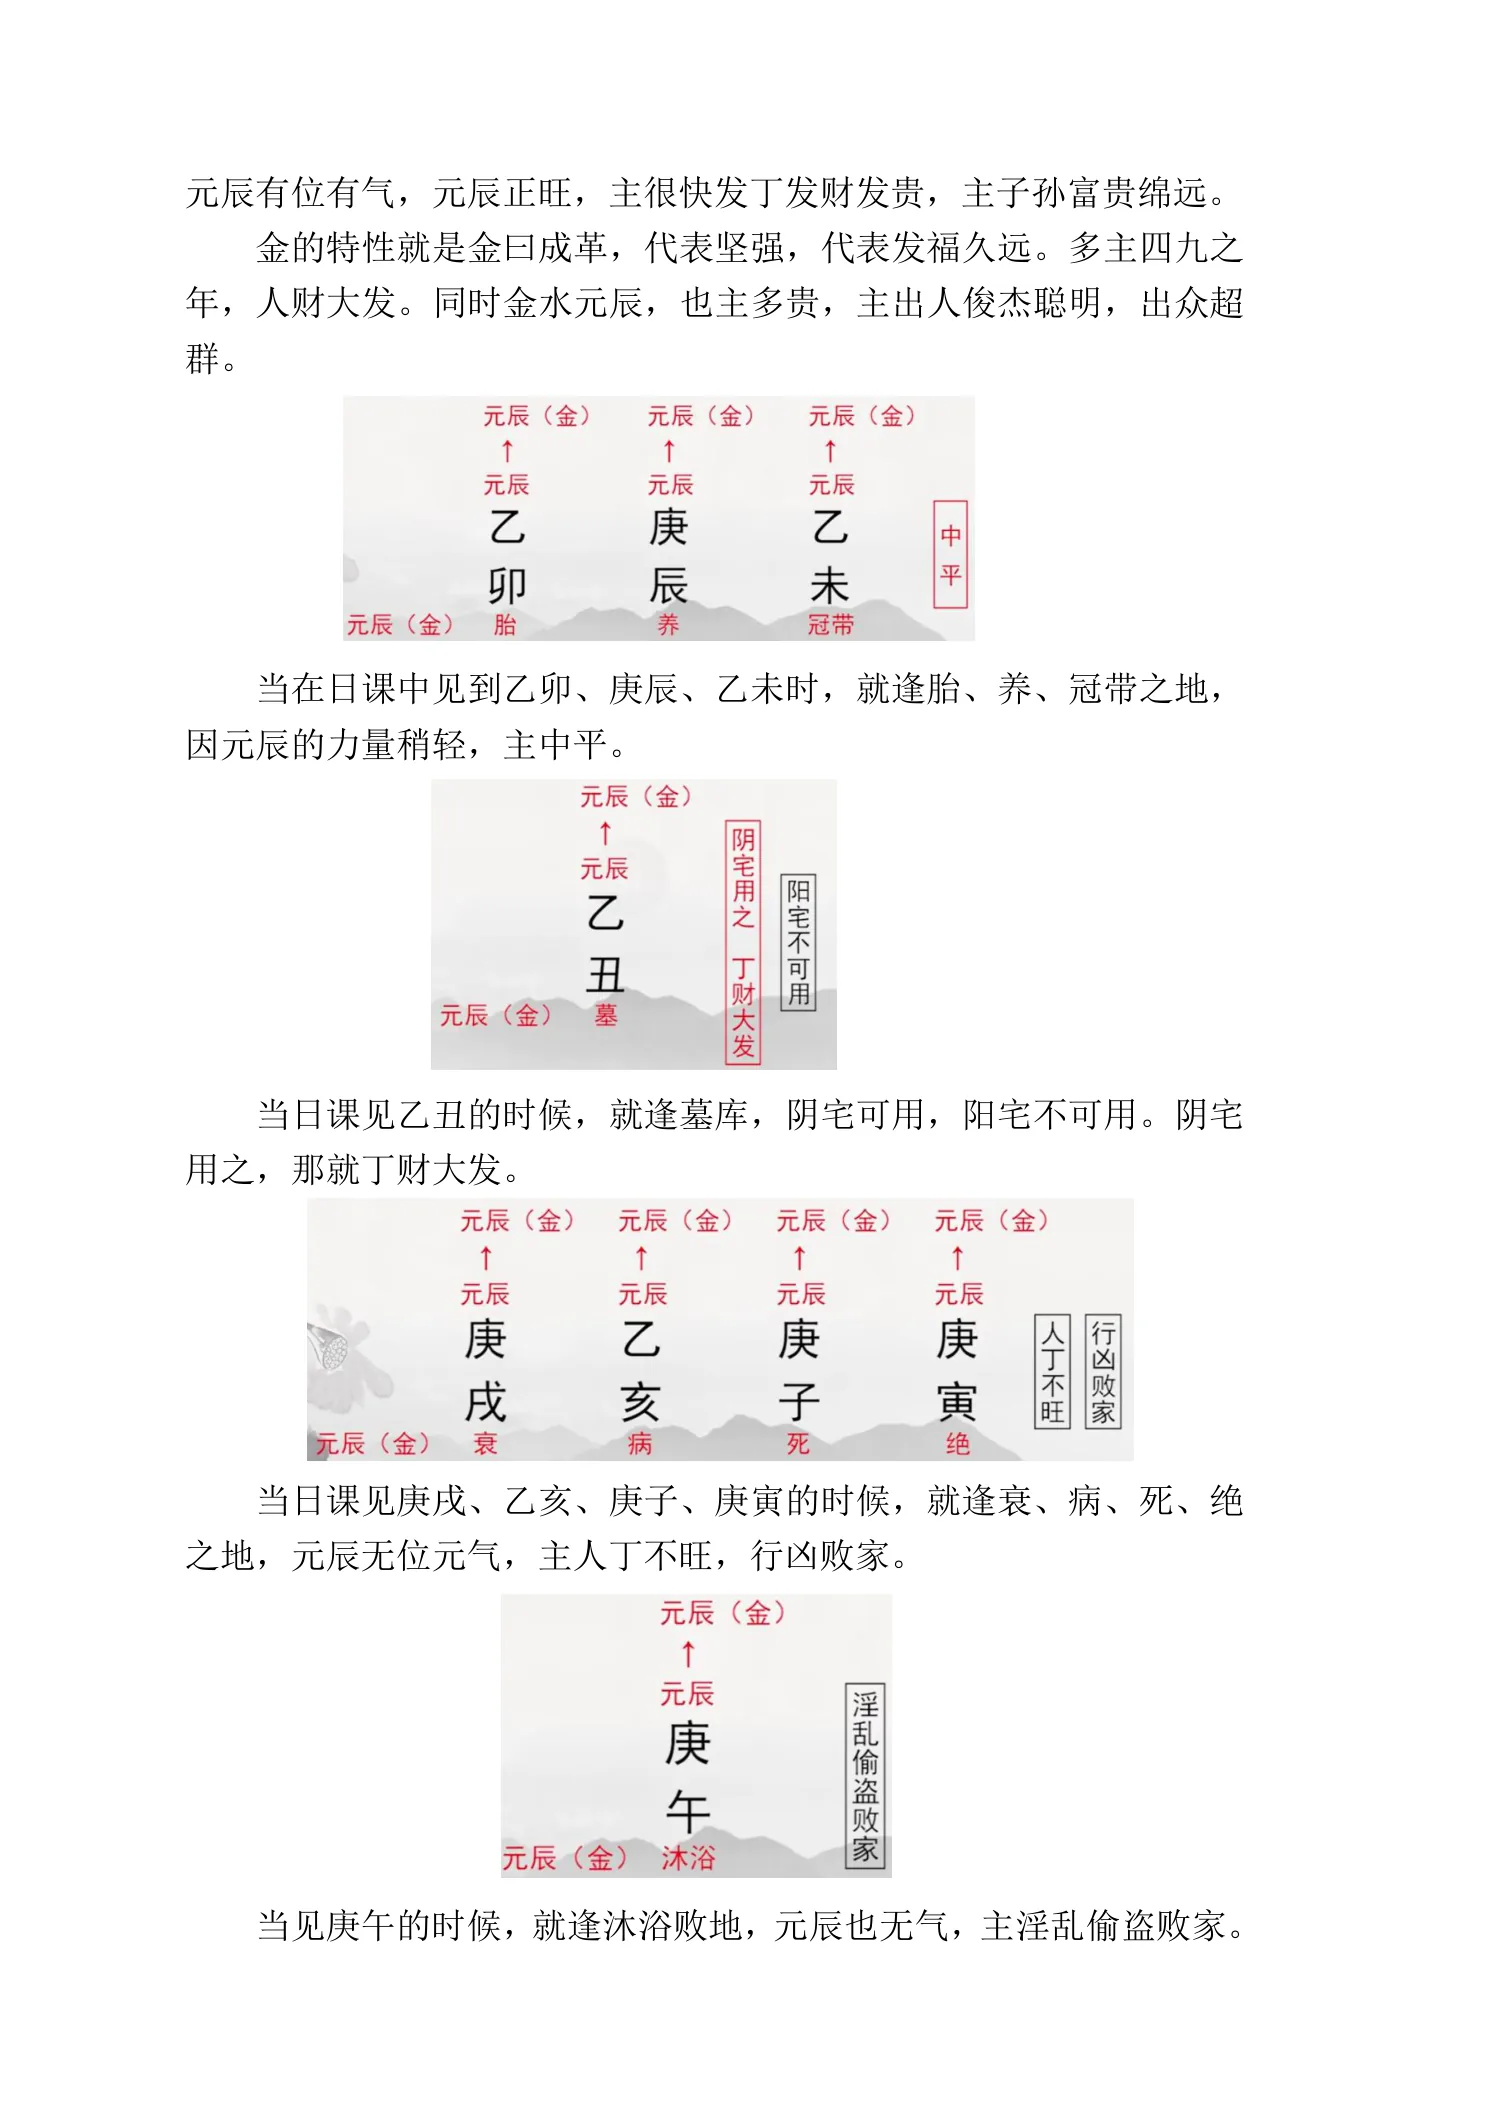 元辰有位有气，元辰正旺，主很快发丁发财发贵，主子孙富贵绵远。
金的特性就是金曰成革，代表坚强，代表发福久远。多主四九之
年，人财大发。同时金水元辰，也主多贵，主出人俊杰聪明，出众超
群。
元辰（金） 元辰（金） 元辰（金）
↑ ↑ ↑
元辰 元辰 元辰
乙 庚 乙
卯 辰 未
元辰（金） 胎 养 冠带
中平
当在日课中见到乙卯、庚辰、乙未时，就逢胎、养、冠带之地，
因元辰的力量稍轻，主中平。
元辰（金）
↑
元辰
乙
丑
元辰（金） 墓
阴宅用之 丁财大发
阳宅不可用
当日课见乙丑的时候，就逢墓库，阴宅可用，阳宅不可用。阴宅
用之，那就丁财大发。
元辰（金） 元辰（金） 元辰（金） 元辰（金）
↑ ↑ ↑ ↑
元辰 元辰 元辰 元辰
庚 乙 庚 庚
戌 亥 子 寅
元辰（金） 衰 病 死 绝
人丁不旺
行凶败家
当日课见庚戌、乙亥、庚子、庚寅的时候，就逢衰、病、死、绝
之地，元辰无位元气，主人丁不旺，行凶败家。
元辰（金）
↑
元辰
庚
午
元辰（金） 沐浴
淫乱偷盗败家
当见庚午的时候，就逢沐浴败地，元辰也无气，主淫乱偷盗败家。